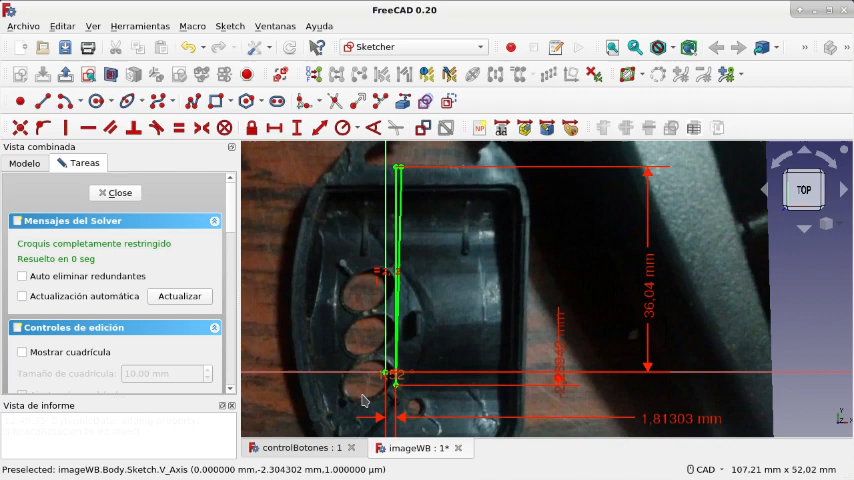 FreeCAD 0.20
Archivo Editar Ver Herramientas Macro Sketch Ventanas Ayuda
Sketcher
Vista combinada
Modelo Tareas
Close
Mensajes del Solver
Croquis completamente restringido
Resuelto en 0 seg
Auto eliminar redundantes
Actualización automática Actualizar
Controles de edición
Mostrar cuadrícula
Tamaño de cuadrícula: 10.00 mm
Vista de informe
TOP
36,04 mm
1,81303 mm
controlBotones : 1 imageWB : 1*
Preselected: imageWB.Body.Sketch.V_Axis (0.000000 mm,-2.304302 mm,1.000000 µm) CAD 107,21 mm x 52,02 mm